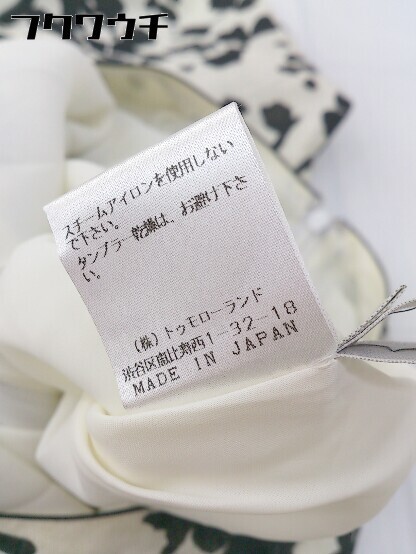 フクワウチ
スチームアイロンを使用しない
で下さい。
タンブラー乾燥は、お避け下さ
い。
(株)トゥモローランド
渋谷区恵比寿西1-32-18
MADE IN JAPAN